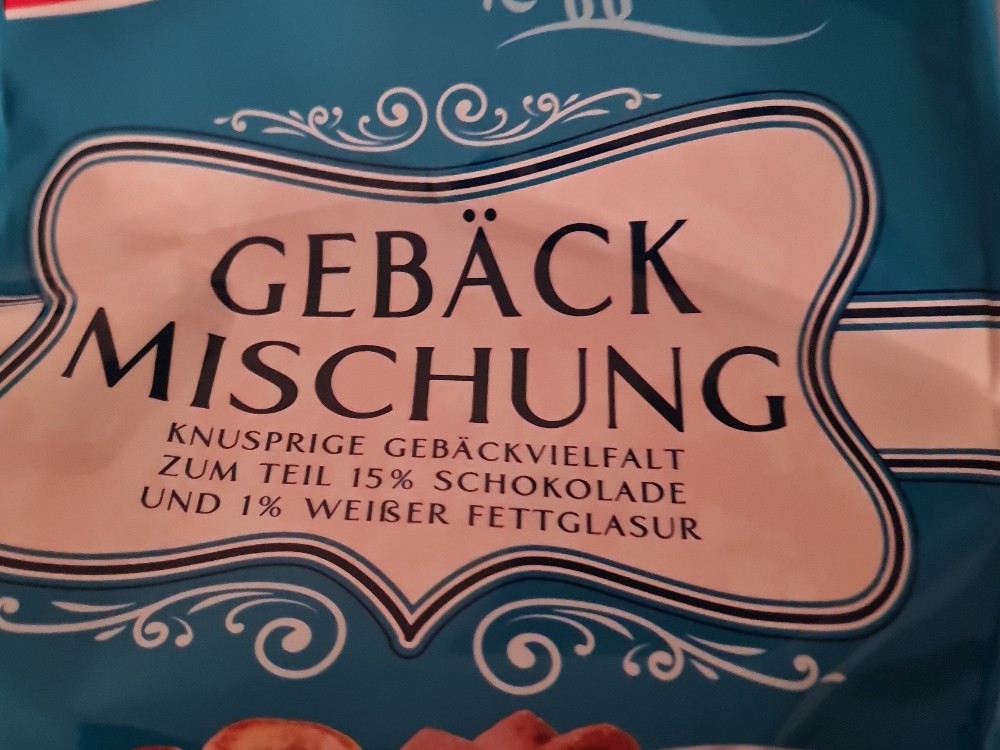 GEBÄCK
MISCHUNG
KNUSPRIGE GEBÄCKVIELFALT
ZUM TEIL 15% SCHOKOLADE
UND 1% WEIßER FETTGLASUR